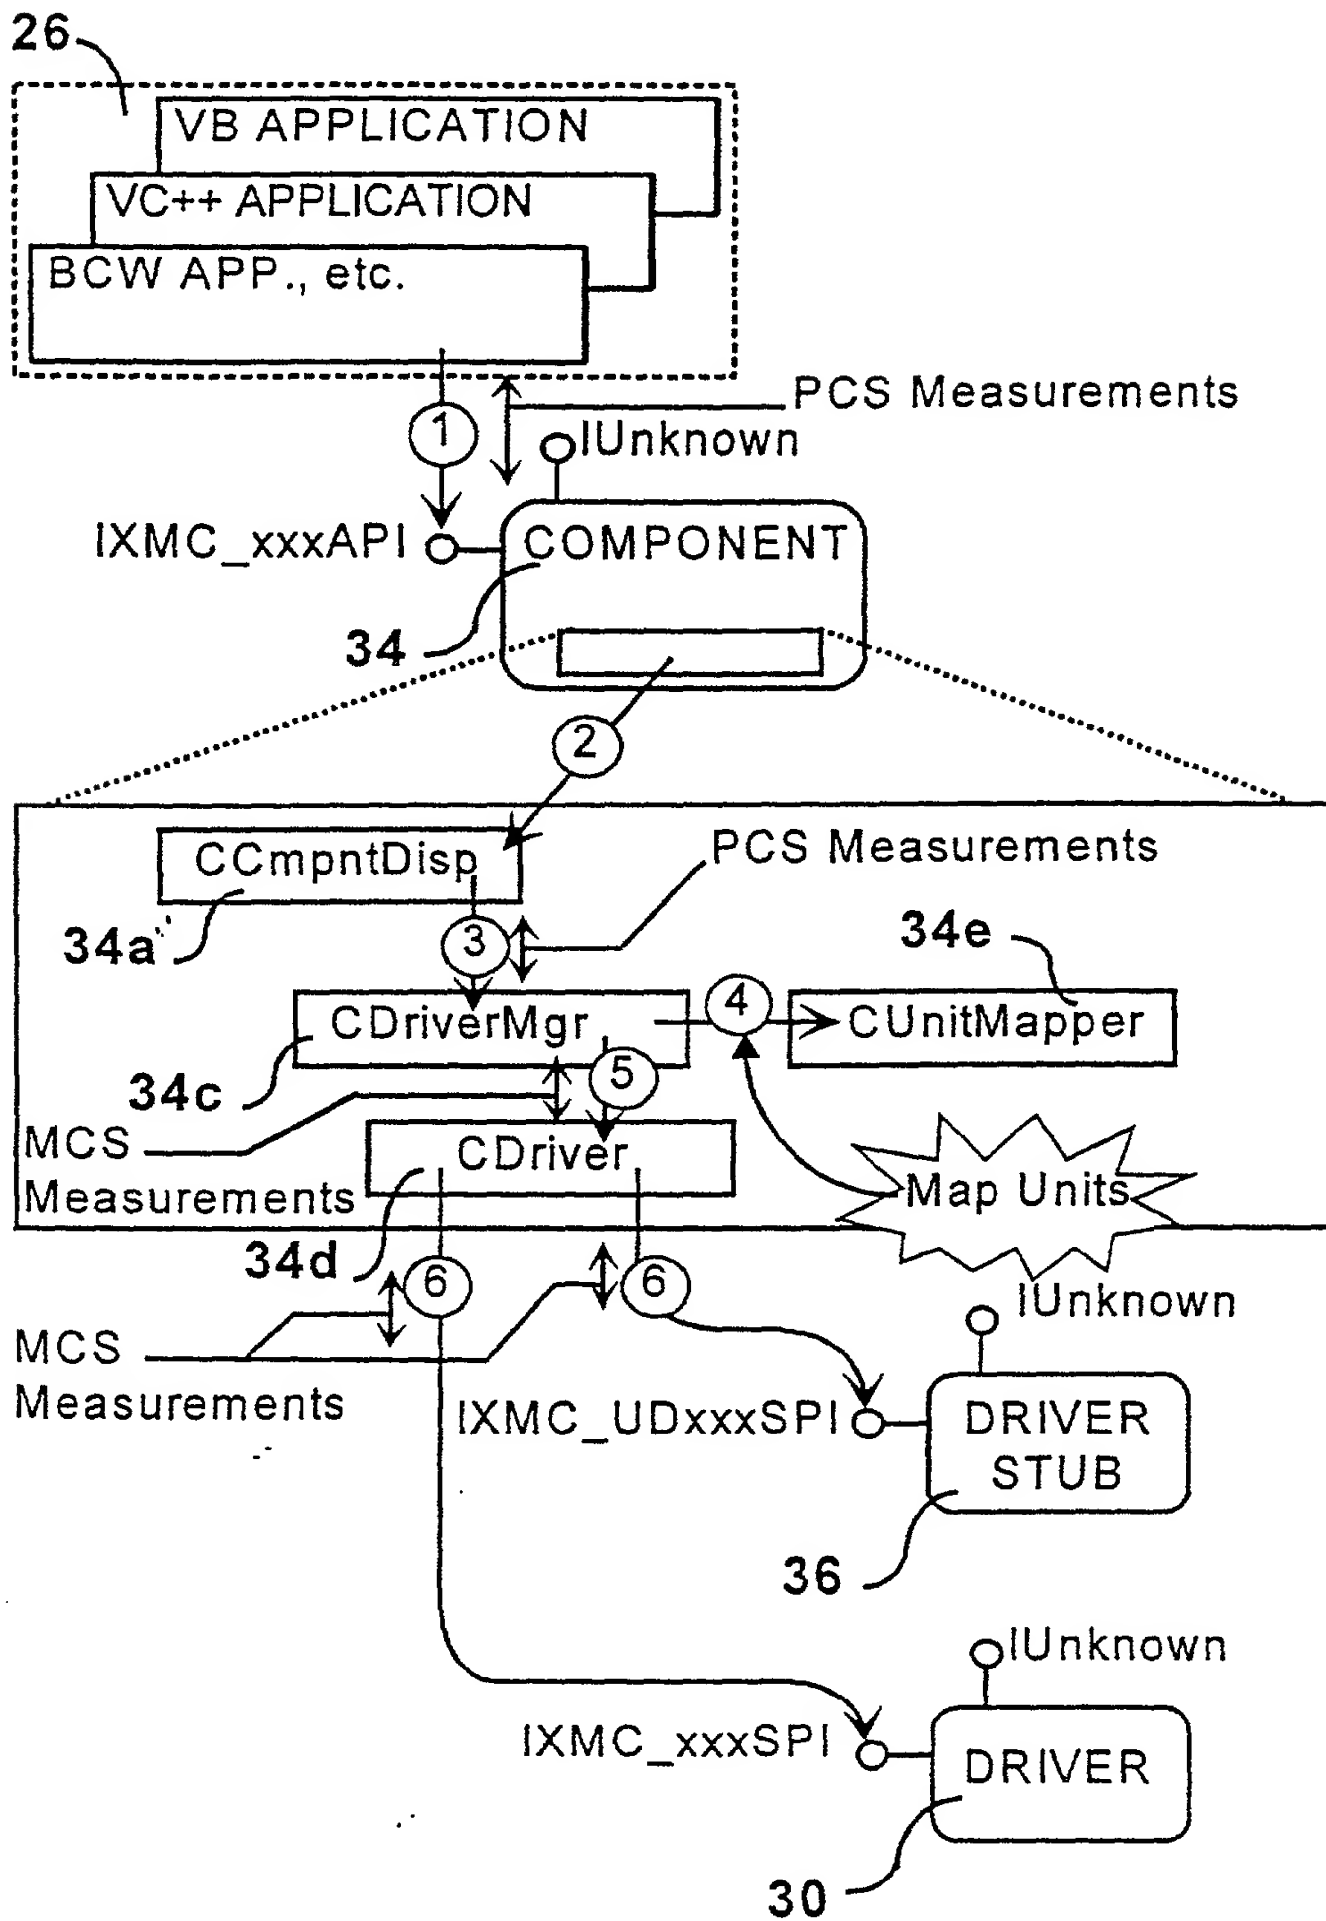 26
VB APPLICATION
VC++ APPLICATION
BCW APP., etc.
PCS Measurements
1
IUnknown
IXMC_xxxAPI
COMPONENT
34
2
CCmpntDisp
PCS Measurements
34a
3
34e
4
CDriverMgr
CUnitMapper
34c
5
MCS
Measurements
CDriver
Map Units
34d
6
6
IUnknown
MCS
Measurements
IXMC_UDxxxSPI
DRIVER
STUB
36
IUnknown
IXMC_xxxSPI
DRIVER
30